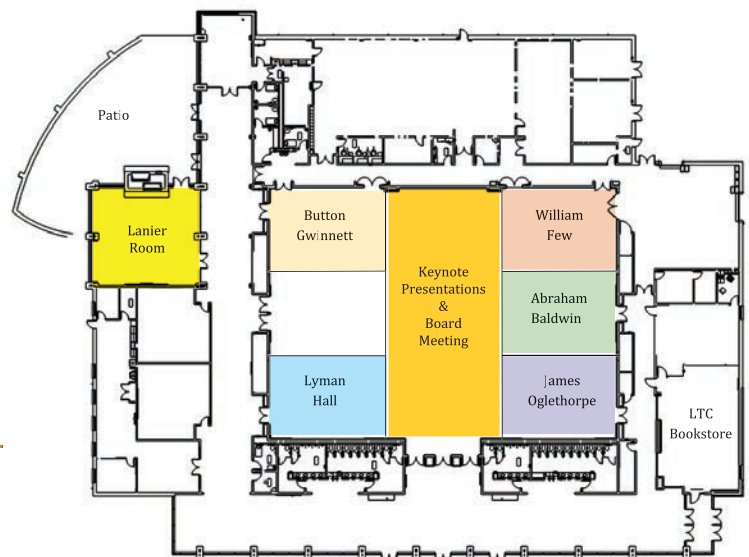 Patio
Lanier
Room
Button
Gwinnett
Lyman
Hall
Keynote
Presentations
&
Board
Meeting
William
Few
Abraham
Baldwin
James
Oglethorpe
LTC
Bookstore